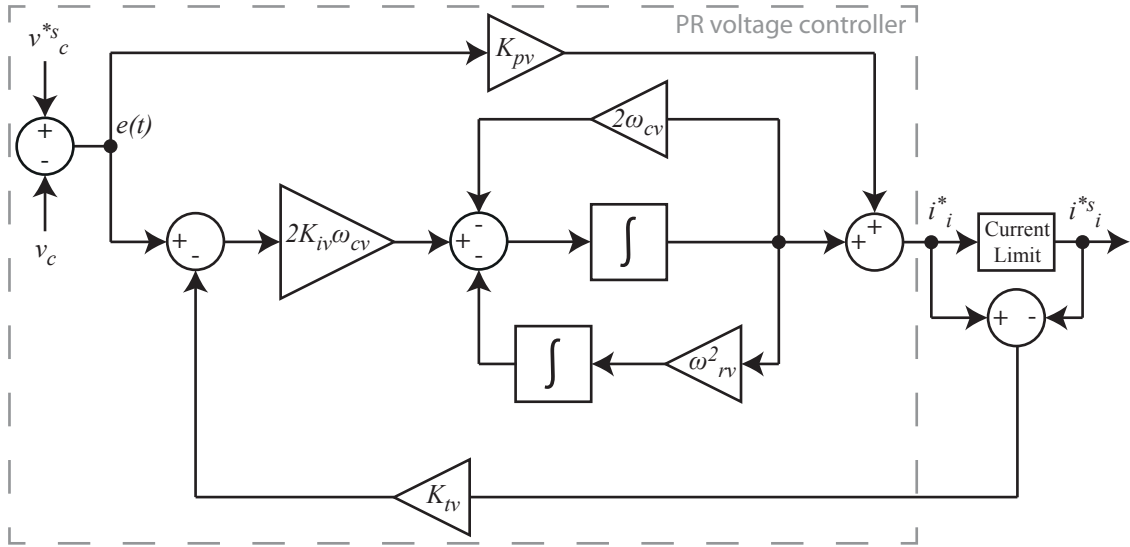 PR voltage controller
v*s c
K pv
2ω cv
e(t)
+
-
v c
+
-
2K iv ω cv
+
-
-
∫
+
+
i* i
Current
Limit
i*s i
+
-
∫
ω² rv
K tv